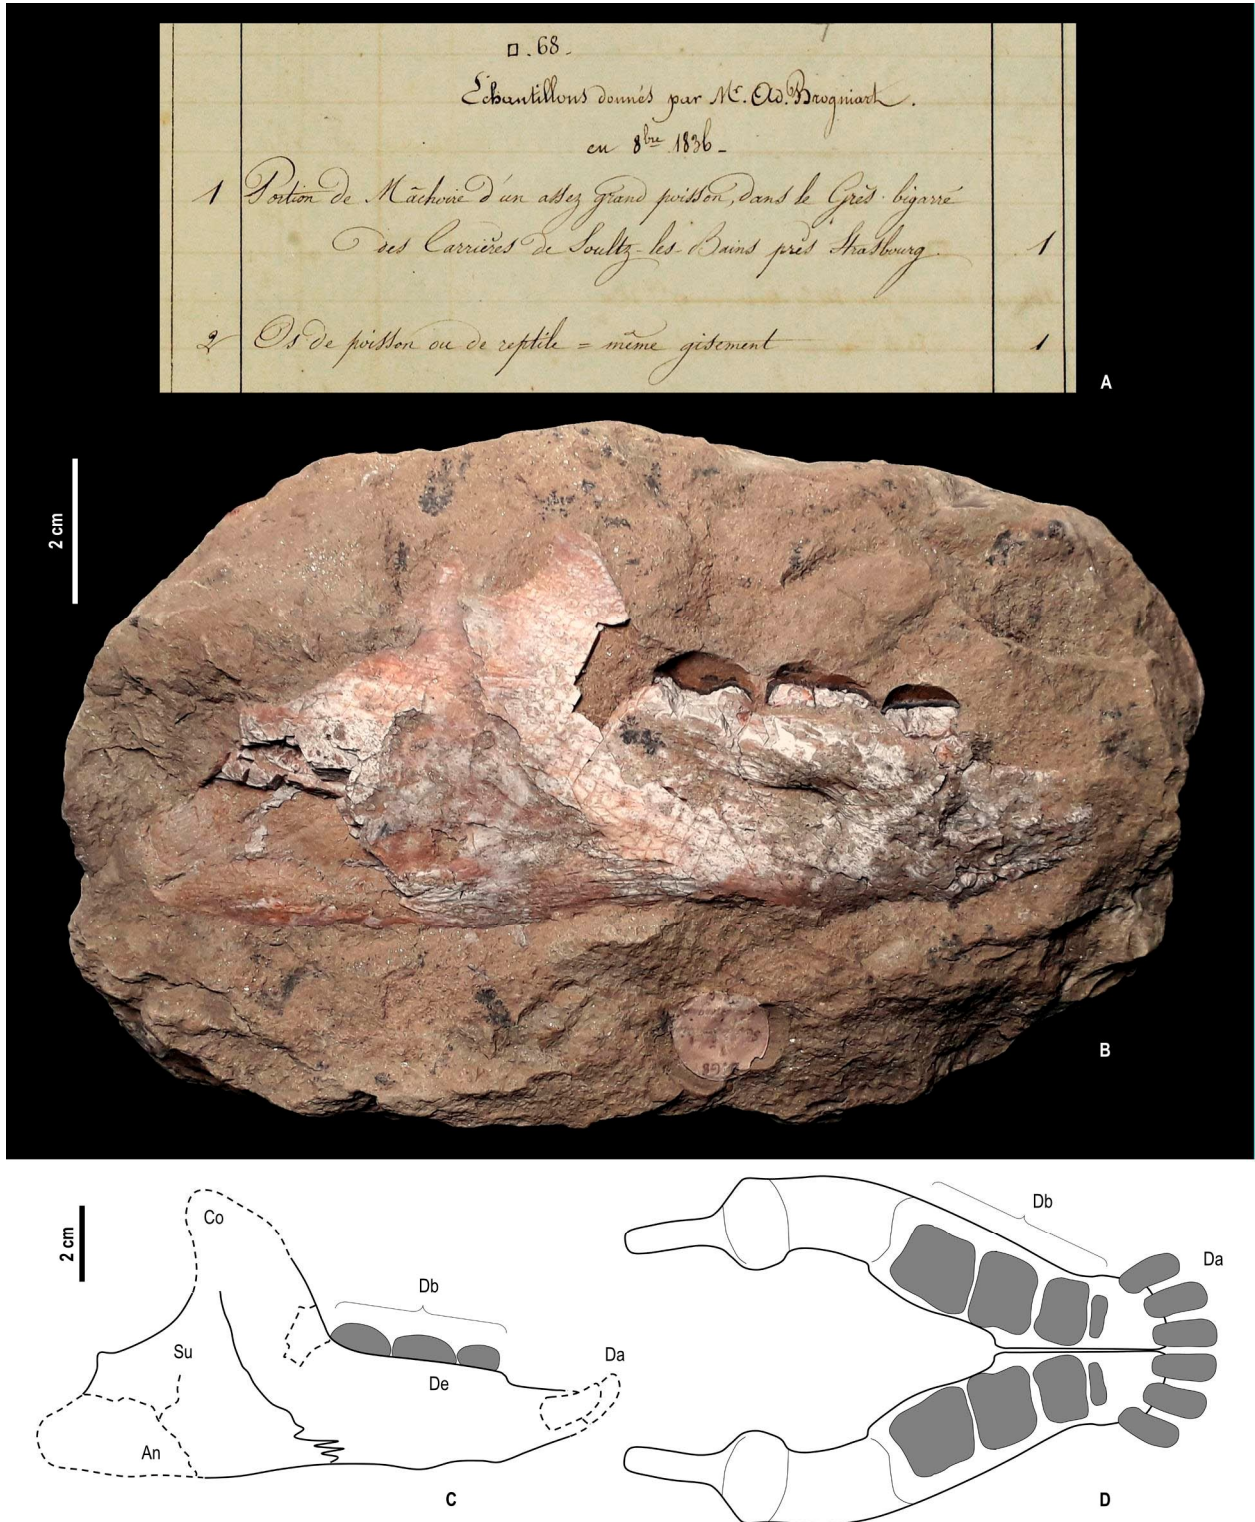 □. 68.
Échantillons donnés par Mr. Ad. Brogniart.
en 8bre 1836_
1 Portion de Mâchoire d'un assez grand poisson, dans le Grès bigarré
des Carrières de Soultz-les-Bains près Strasbourg. 1
2 Os de poisson ou de reptile = même gisement 1
A
2 cm
B
2 cm
Co
Db
Su
De
Da
An
C
Db
Da
D